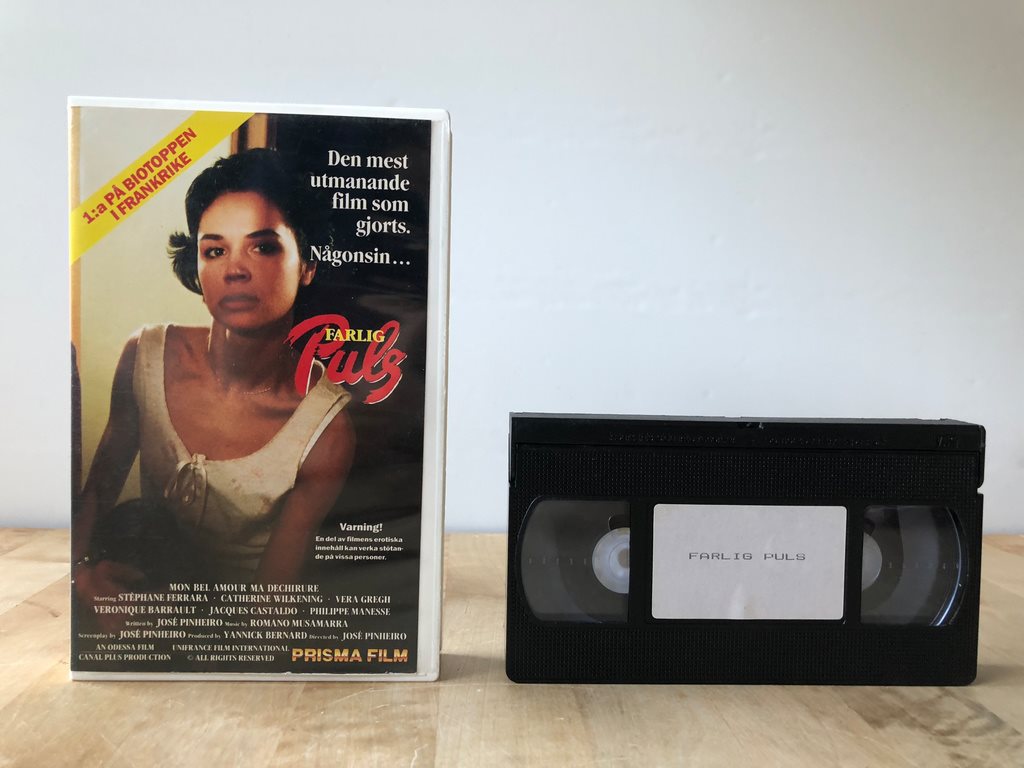 1:a PÅ BIOTOPPEN
I FRANKRIKE
Den mest
utmanande
film som
gjorts.
Någonsin...
FARLIG
Puls
Varning!
En del av filmens erotiska
innehåll kan verka stötan-
de på vissa personer.
MON BEL AMOUR MA DECHIRURE
Starring STÉPHANE FERRARA · CATHERINE WILKENING · VERA GREGH
VERONIQUE BARRAULT · JACQUES CASTALDO · PHILIPPE MANESSE
Written by JOSÉ PINHEIRO Music by ROMANO MUSAMARRA
Screenplay by JOSÉ PINHEIRO Produced by YANNICK BERNARD Directed by JOSÉ PINHEIRO
AN ODESSA FILM UNIFRANCE FILM INTERNATIONAL
CANAL PLUS PRODUCTION © ALL RIGHTS RESERVED PRISMA FILM
FARLIG PULS